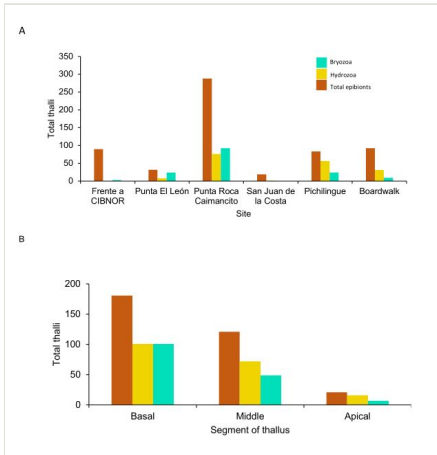 A
350
300
250
200
150
100
50
0
Total thalli
Bryozoa
Hydrozoa
Total epibionts
Frente a CIBNOR
Punta El León
Punta Roca Caimancito
San Juan de la Costa
Pichilingue
Boardwalk
Site
B
200
150
100
50
0
Total thalli
Basal
Middle
Apical
Segment of thallus